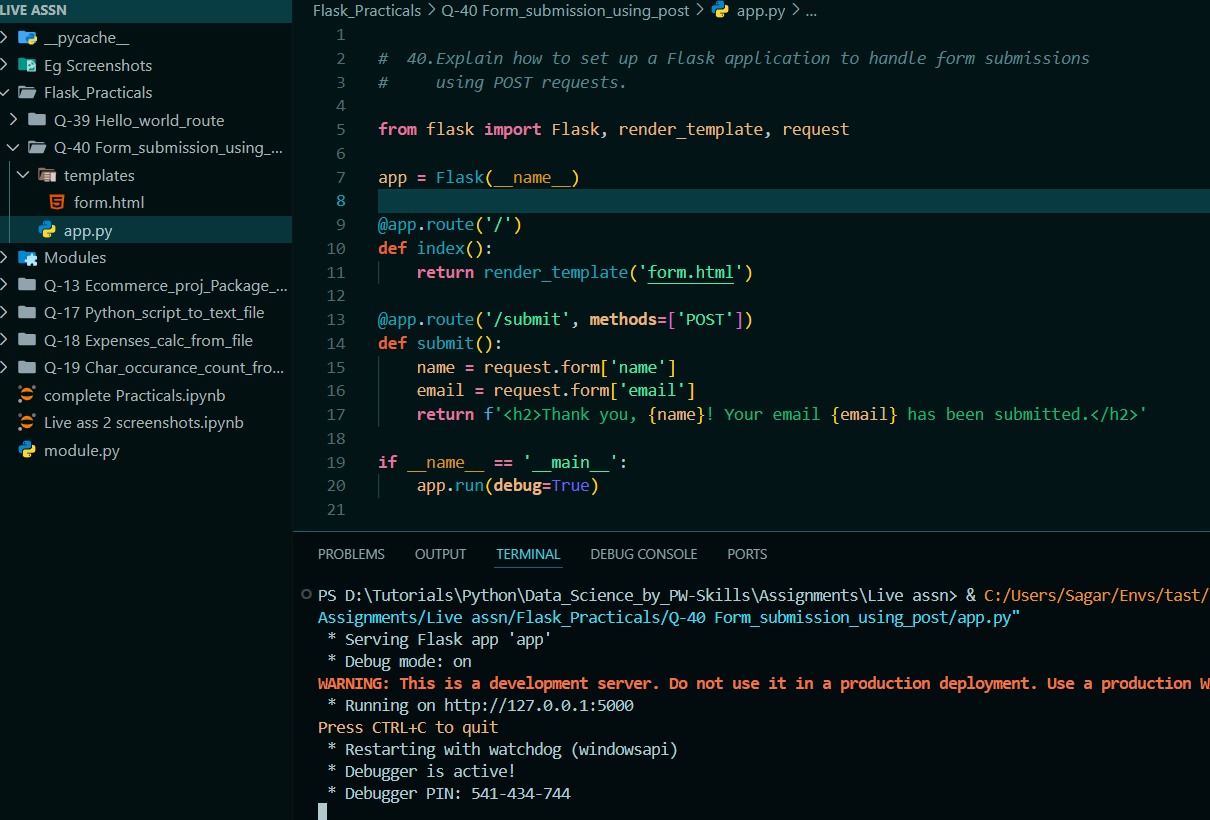 LIVE ASSN
__pycache__
Eg Screenshots
Flask_Practicals
Q-39 Hello_world_route
Q-40 Form_submission_using_...
templates
form.html
app.py
Modules
Q-13 Ecommerce_proj_Package_...
Q-17 Python_script_to_text_file
Q-18 Expenses_calc_from_file
Q-19 Char_occurance_count_fro...
complete Practicals.ipynb
Live ass 2 screenshots.ipynb
module.py
Flask_Practicals > Q-40 Form_submission_using_post > app.py > ...
1
2 #  40.Explain how to set up a Flask application to handle form submissions
3 #     using POST requests.
4
5 from flask import Flask, render_template, request
6
7 app = Flask(__name__)
8
9 @app.route('/')
10 def index():
11     return render_template('form.html')
12
13 @app.route('/submit', methods=['POST'])
14 def submit():
15     name = request.form['name']
16     email = request.form['email']
17     return f'<h2>Thank you, {name}! Your email {email} has been submitted.</h2>'
18
19 if __name__ == '__main__':
20     app.run(debug=True)
21
PROBLEMS OUTPUT TERMINAL DEBUG CONSOLE PORTS
PS D:\Tutorials\Python\Data_Science_by_PW-Skills\Assignments\Live assn> & C:/Users/Sagar/Envs/tast/
Assignments/Live assn/Flask_Practicals/Q-40 Form_submission_using_post/app.py"
 * Serving Flask app 'app'
 * Debug mode: on
WARNING: This is a development server. Do not use it in a production deployment. Use a production W
 * Running on http://127.0.0.1:5000
Press CTRL+C to quit
 * Restarting with watchdog (windowsapi)
 * Debugger is active!
 * Debugger PIN: 541-434-744